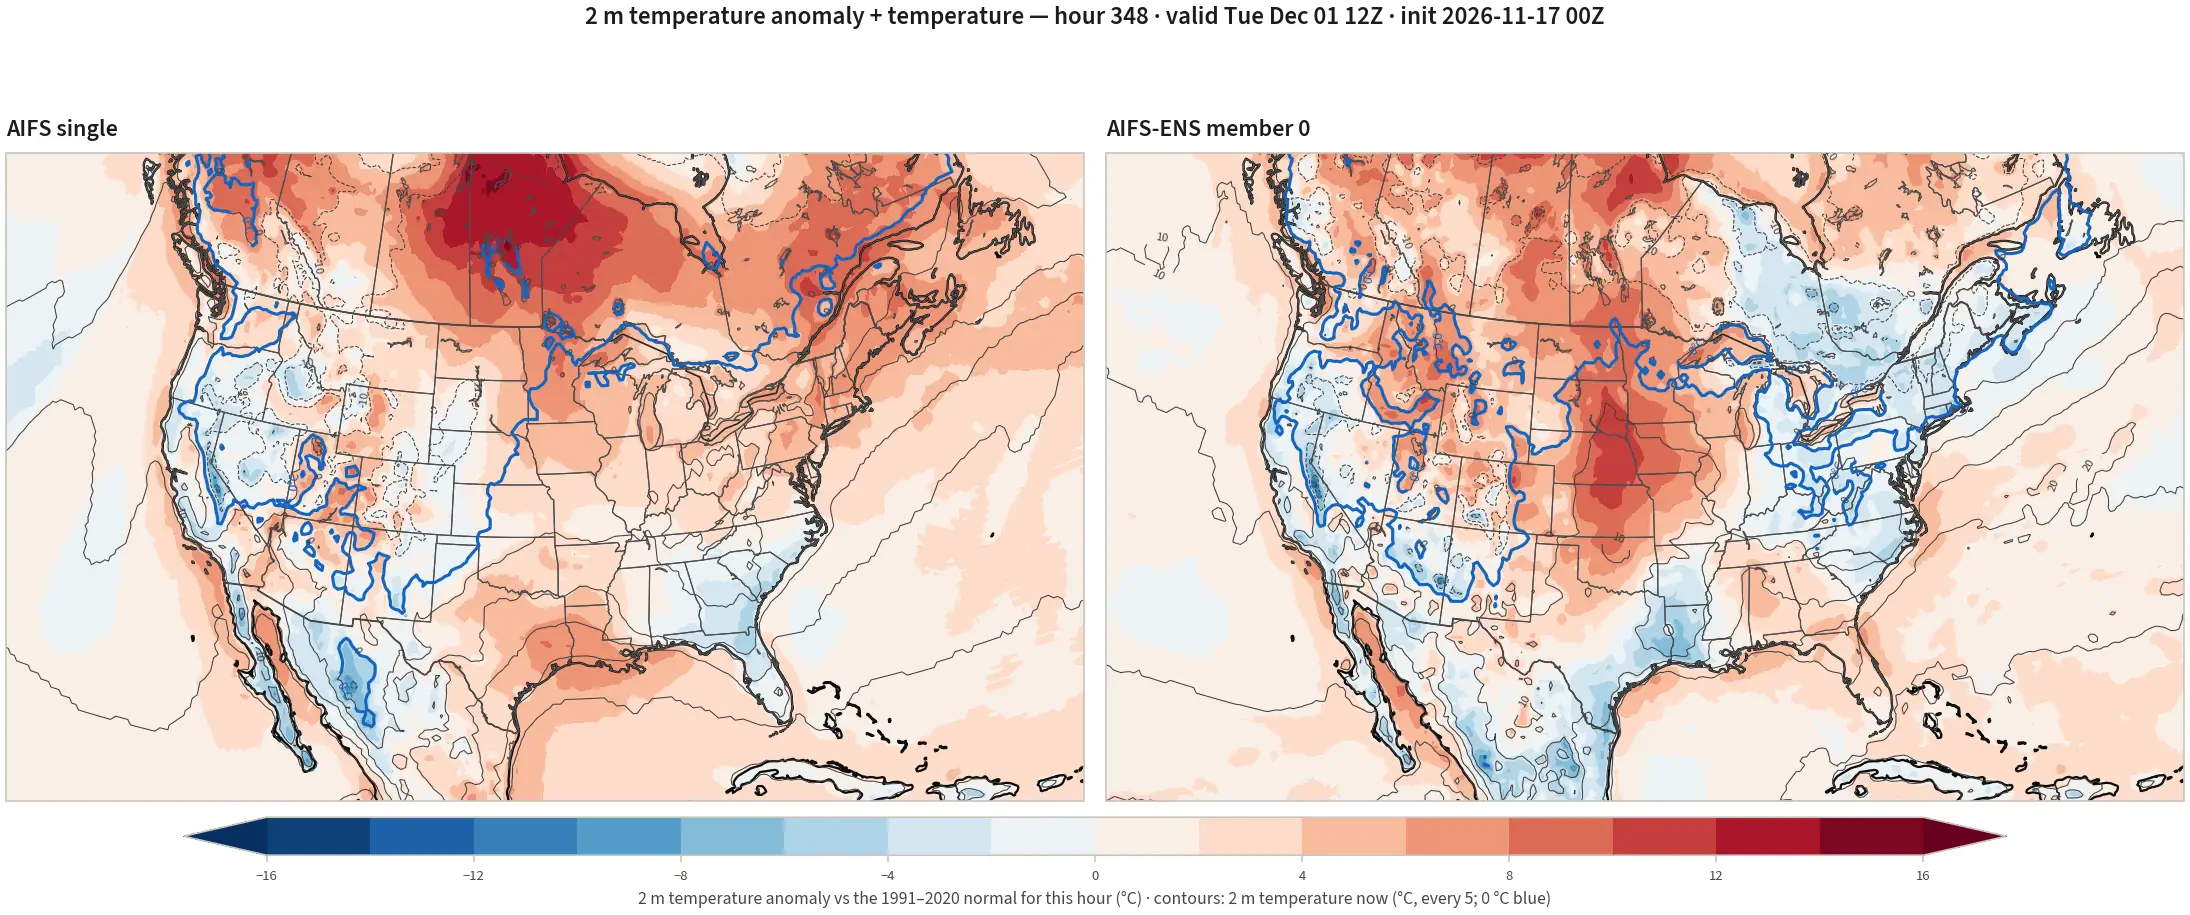 2 m temperature anomaly + temperature — hour 348 · valid Tue Dec 01 12Z · init 2026-11-17 00Z
AIFS single
AIFS-ENS member 0
−16
−12
−8
−4
0
4
8
12
16
2 m temperature anomaly vs the 1991–2020 normal for this hour (°C) · contours: 2 m temperature now (°C, every 5; 0 °C blue)